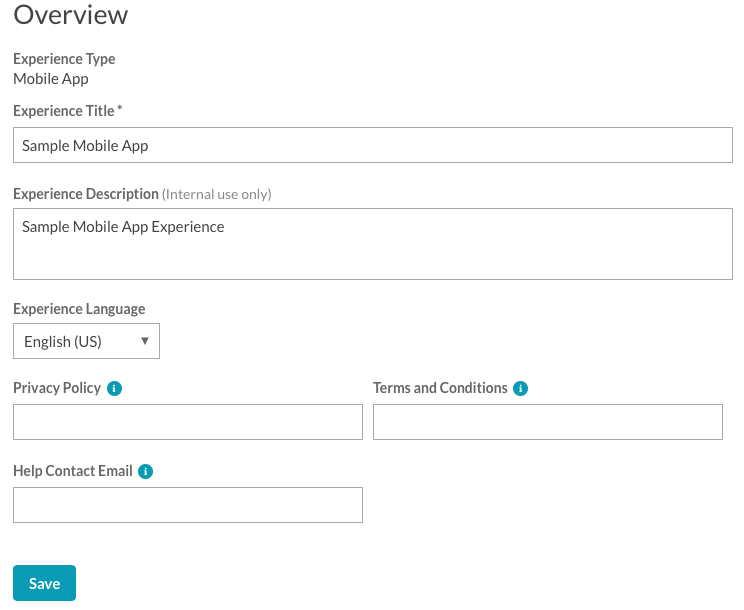 Overview
Experience Type
Mobile App
Experience Title *
Sample Mobile App
Experience Description (Internal use only)
Sample Mobile App Experience
Experience Language
English (US) ▼
Privacy Policy i
Terms and Conditions i
Help Contact Email i
Save